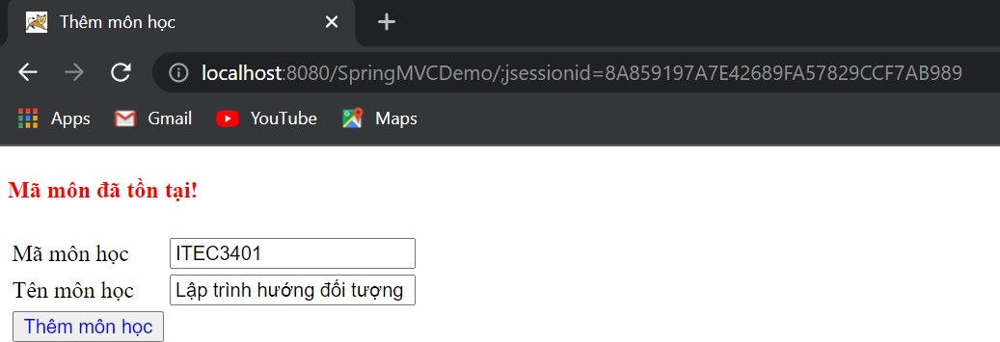 Thêm môn học
localhost:8080/SpringMVCDemo/;jsessionid=8A859197A7E42689FA57829CCF7AB989
Apps Gmail YouTube Maps
Mã môn đã tồn tại!
Mã môn học ITEC3401
Tên môn học Lập trình hướng đối tượng
Thêm môn học